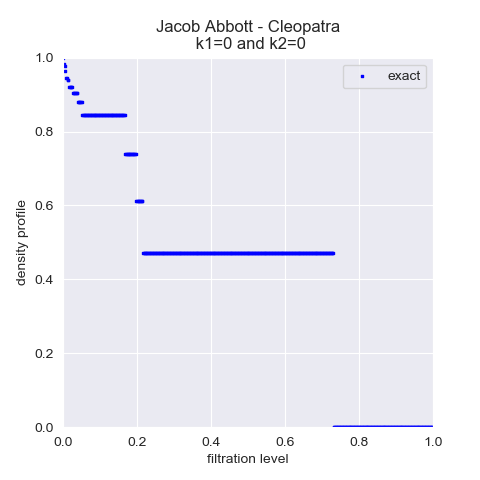 Jacob Abbott - Cleopatra
k1=0 and k2=0
exact
density profile
1.0
0.8
0.6
0.4
0.2
0.0
0.0 0.2 0.4 0.6 0.8 1.0
filtration level